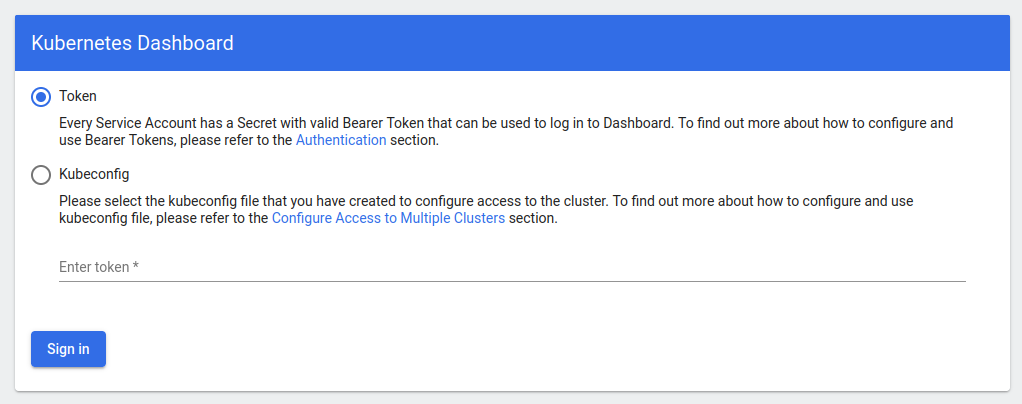 Kubernetes Dashboard
Token
Every Service Account has a Secret with valid Bearer Token that can be used to log in to Dashboard. To find out more about how to configure and
use Bearer Tokens, please refer to the Authentication section.
Kubeconfig
Please select the kubeconfig file that you have created to configure access to the cluster. To find out more about how to configure and use
kubeconfig file, please refer to the Configure Access to Multiple Clusters section.
Enter token *
Sign in